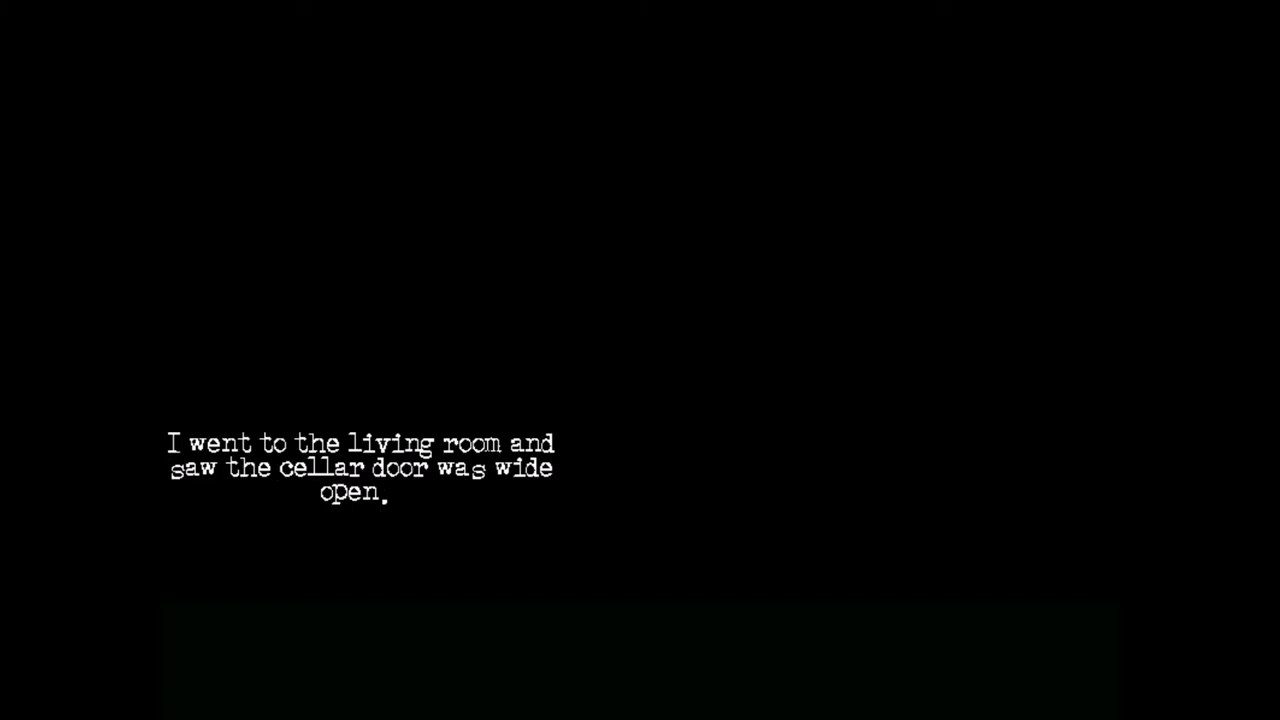 I went to the living room and
saw the cellar door was wide
open.